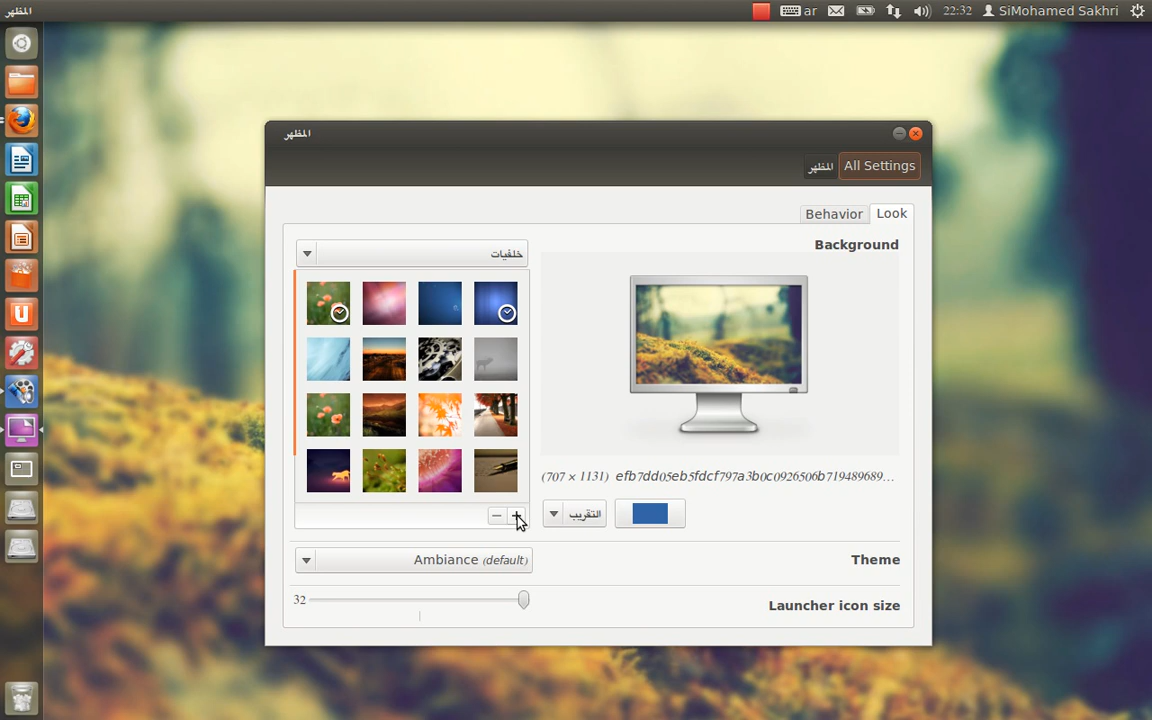 المظهر
ar
22:32
SiMohamed Sakhri
المظهر
المظهر
All Settings
Behavior
Look
Background
خلفيات
(707 × 1131) efb7dd05eb5fdcf797a3b0c0926506b719489689...
التقريب
Ambiance (default)
Theme
32
Launcher icon size